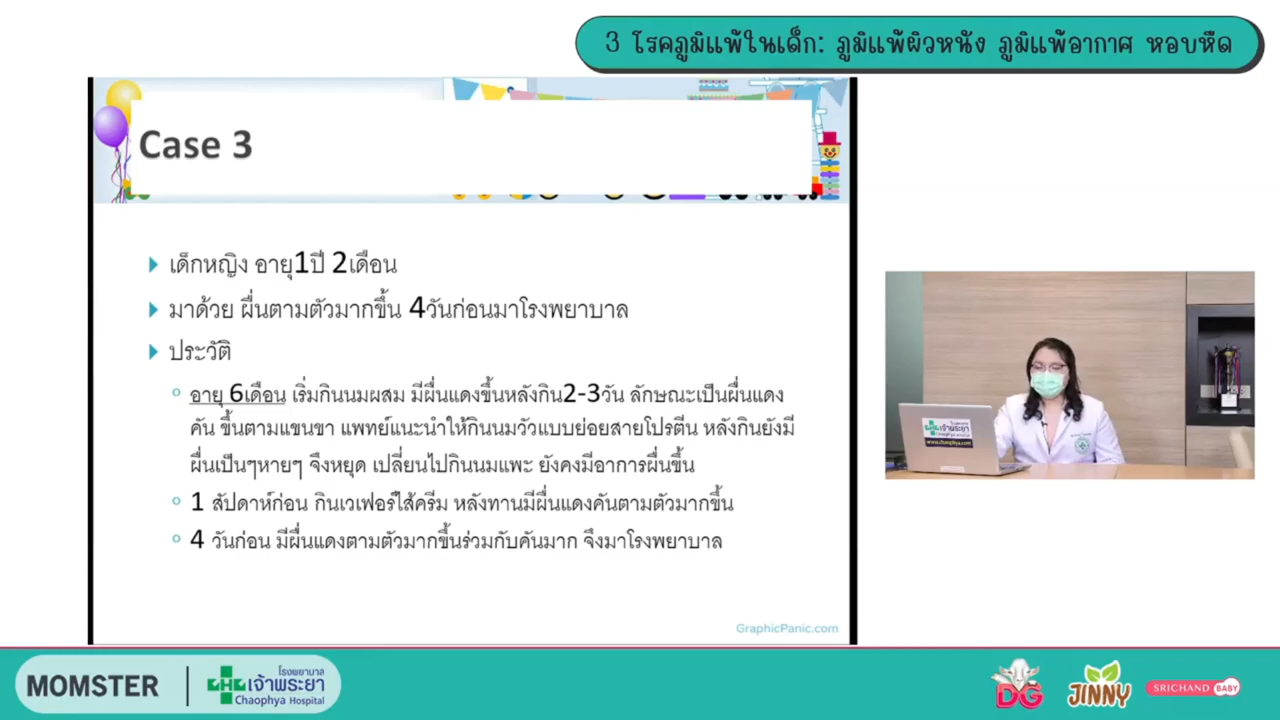 3 โรคภูมิแพ้ในเด็ก: ภูมิแพ้ผิวหนัง ภูมิแพ้อากาศ หอบหืด
Case 3
เด็กหญิง อายุ1ปี 2เดือน
มาด้วย ผื่นตามตัวมากขึ้น 4วันก่อนมาโรงพยาบาล
ประวัติ
อายุ 6เดือน เริ่มกินนมผสม มีผื่นแดงขึ้นหลังกิน2-3วัน ลักษณะเป็นผื่นแดง
คัน ขึ้นตามแขนขา แพทย์แนะนำให้กินนมวัวแบบย่อยสายโปรตีน หลังกินยังมี
ผื่นเป็นๆหายๆ จึงหยุด เปลี่ยนไปกินนมแพะ ยังคงมีอาการผื่นขึ้น
1 สัปดาห์ก่อน กินเวเฟอร์ไส้ครีม หลังทานมีผื่นแดงคันตามตัวมากขึ้น
4 วันก่อน มีผื่นแดงตามตัวมากขึ้นร่วมกับคันมาก จึงมาโรงพยาบาล
GraphicPanic.com
เจ้าพระยา
www.chaophya.com
MOMSTER
โรงพยาบาล
เจ้าพระยา
Chaophya Hospital
DG
JINNY
SRICHAND BABY